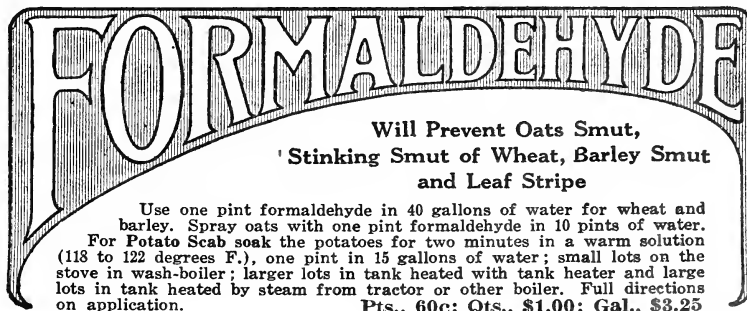 FORMALDEHYDE
Will Prevent Oats Smut,
Stinking Smut of Wheat, Barley Smut
and Leaf Stripe
Use one pint formaldehyde in 40 gallons of water for wheat and
barley. Spray oats with one pint formaldehyde in 10 pints of water.
For Potato Scab soak the potatoes for two minutes in a warm solution
(118 to 122 degrees F.), one pint in 15 gallons of water; small lots on the
stove in wash-boiler; larger lots in tank heated with tank heater and large
lots in tank heated by steam from tractor or other boiler. Full directions
on application. Pts., 60c; Qts., $1.00; Gal., $3.25